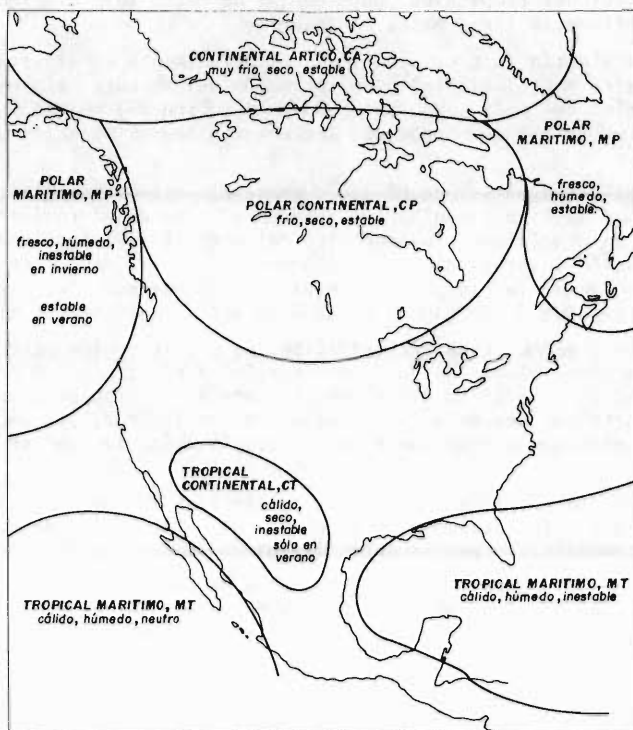 CONTINENTAL ARTICO, CA
muy frío, seco, estable
POLAR
MARITIMO, MP
fresco, húmedo,
inestable
en invierno
estable
en verano
POLAR CONTINENTAL, CP
frío, seco, estable
POLAR
MARITIMO, MP
fresco,
húmedo,
estable.
TROPICAL
CONTINENTAL, CT
cálido,
seco,
inestable
sólo en
verano
TROPICAL MARITIMO, MT
cálido, húmedo, neutro
TROPICAL MARITIMO, MT
cálido, húmedo, inestable